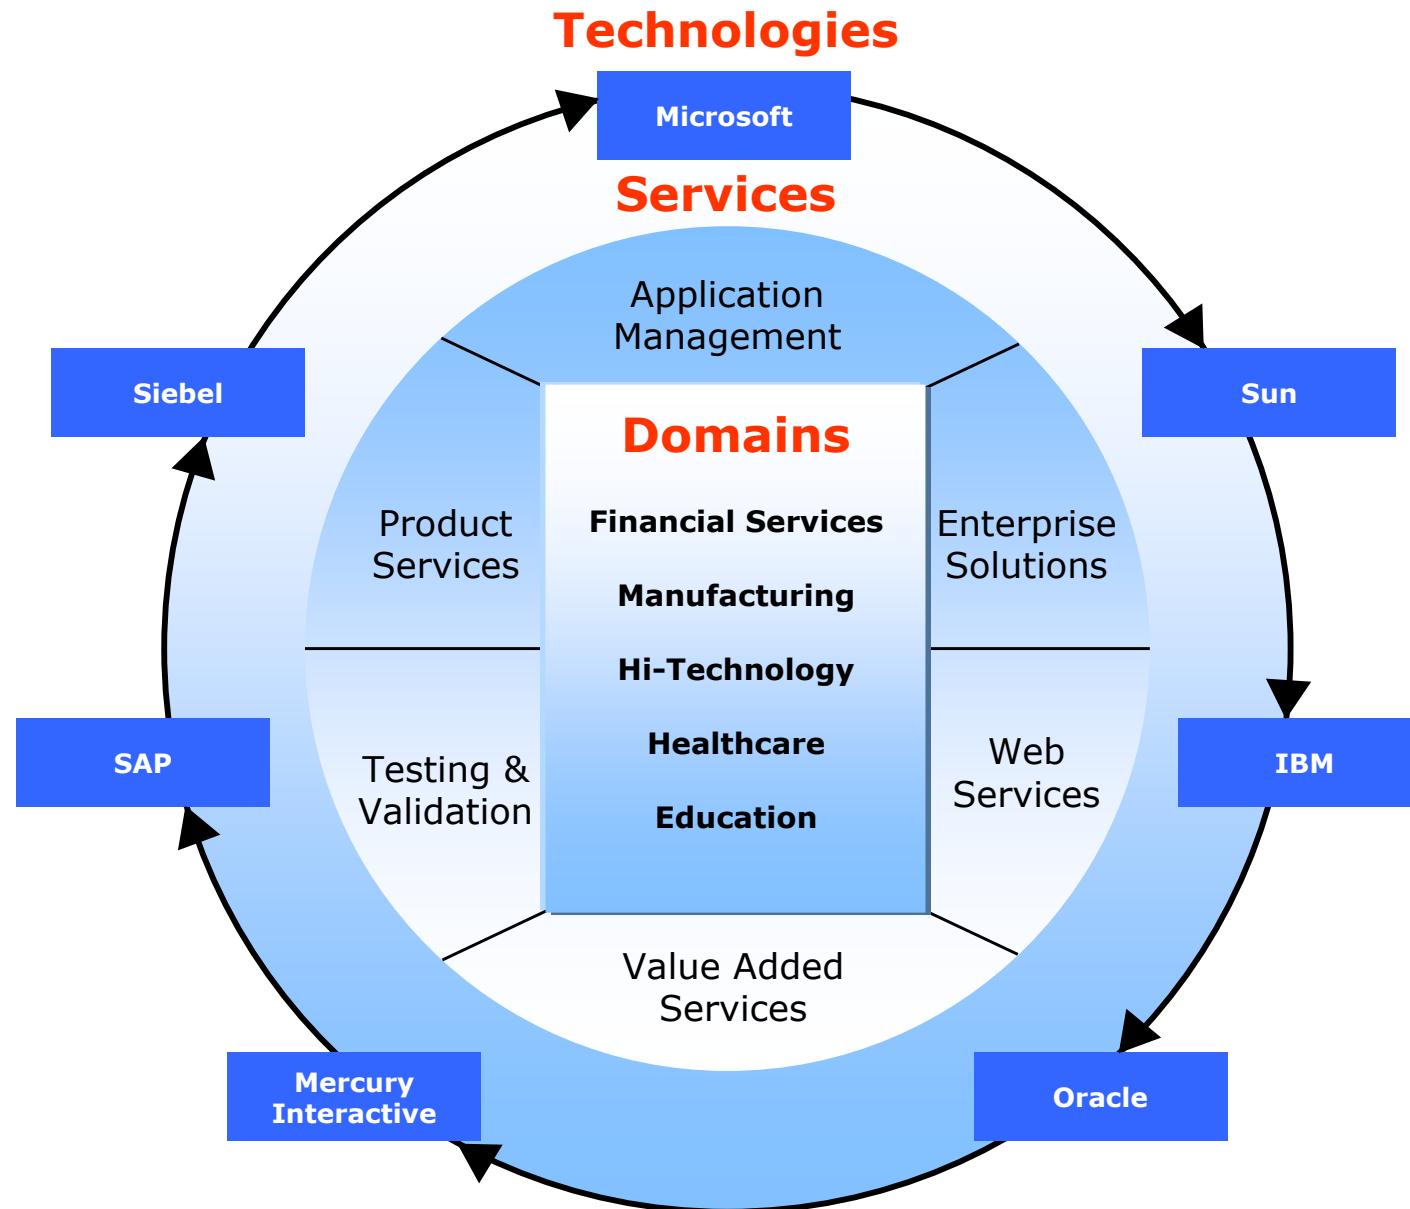 Technologies
Microsoft
Services
Application
Management
Siebel
Sun
Domains
Financial Services
Manufacturing
Hi-Technology
Healthcare
Education
Product
Services
Enterprise
Solutions
Testing &
Validation
Web
Services
SAP
IBM
Value Added
Services
Mercury
Interactive
Oracle